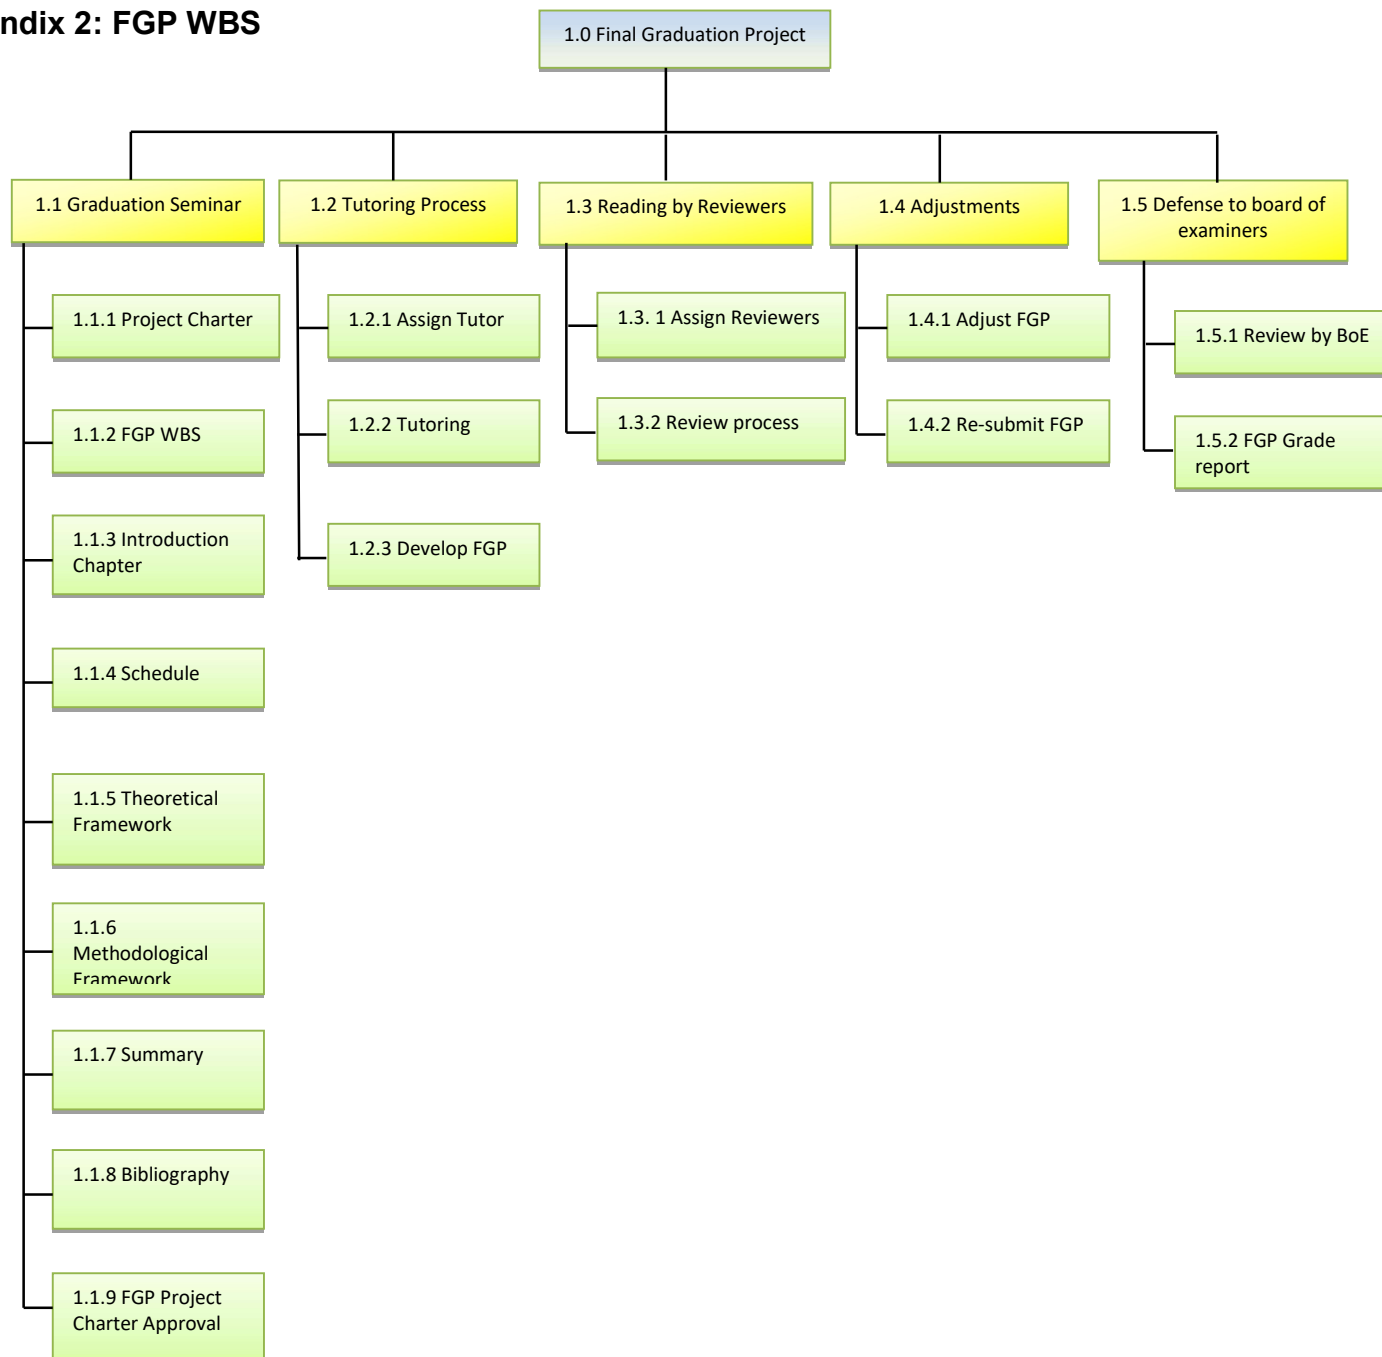 ndix 2: FGP WBS
1.0 Final Graduation Project
1.1 Graduation Seminar
1.2 Tutoring Process
1.3 Reading by Reviewers
1.4 Adjustments
1.5 Defense to board of
examiners
1.1.1 Project Charter
1.1.2 FGP WBS
1.1.3 Introduction
Chapter
1.1.4 Schedule
1.1.5 Theoretical
Framework
1.1.6
Methodological
Framework
1.1.7 Summary
1.1.8 Bibliography
1.1.9 FGP Project
Charter Approval
1.2.1 Assign Tutor
1.2.2 Tutoring
1.2.3 Develop FGP
1.3. 1 Assign Reviewers
1.3.2 Review process
1.4.1 Adjust FGP
1.4.2 Re-submit FGP
1.5.1 Review by BoE
1.5.2 FGP Grade
report